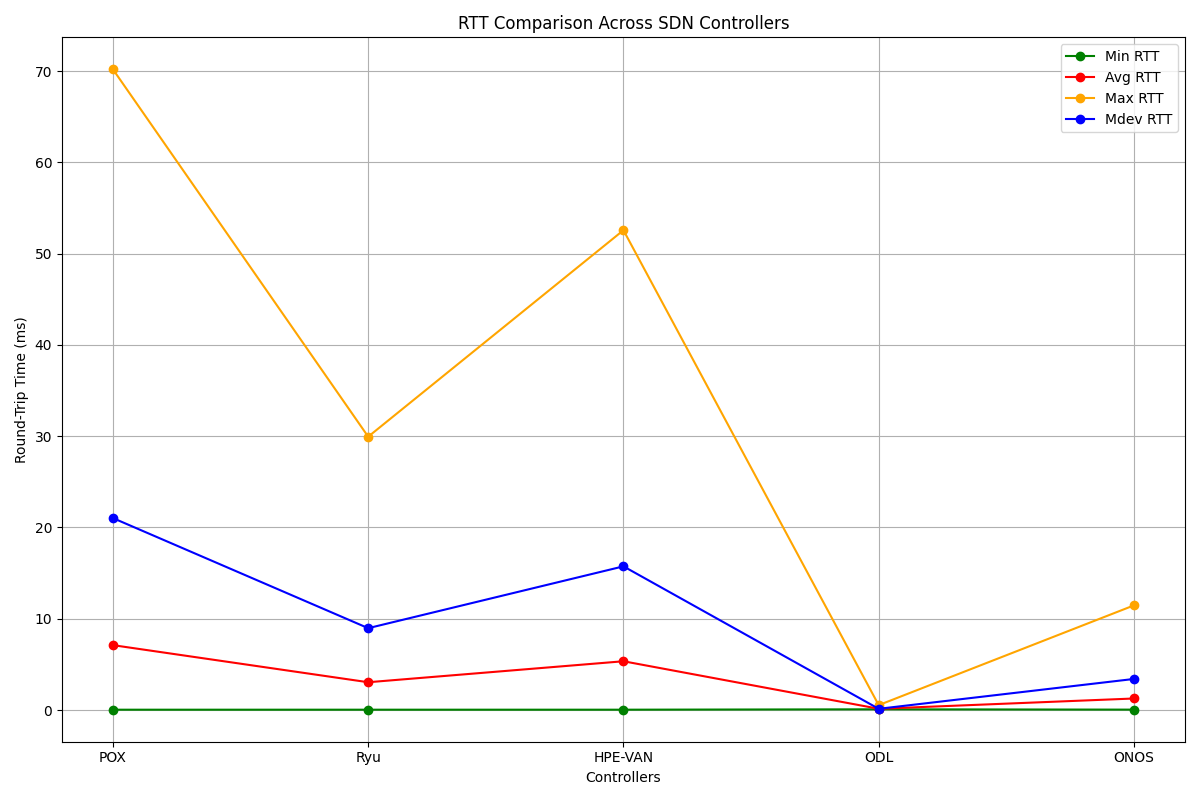 RTT Comparison Across SDN Controllers
Min RTT
Avg RTT
Max RTT
Mdev RTT
Round-Trip Time (ms)
70
60
50
40
30
20
10
0
POX Ryu HPE-VAN ODL ONOS
Controllers